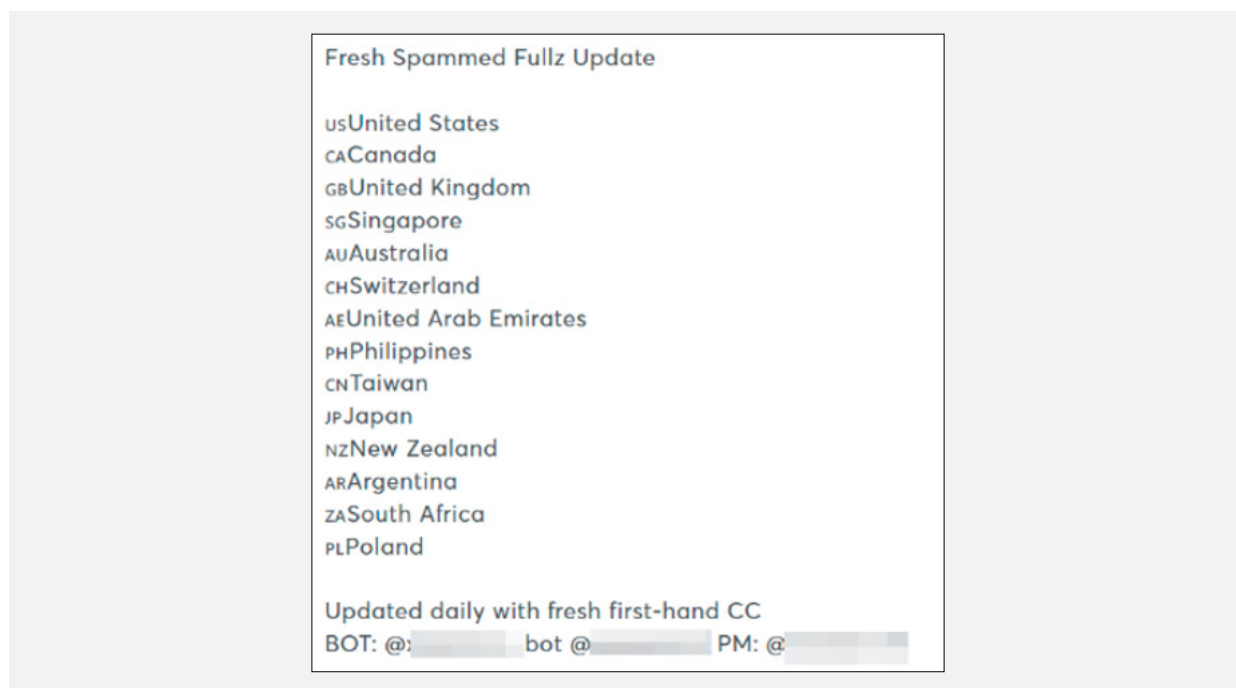 Fresh Spammed Fullz Update
USUnited States
CACanada
GBUnited Kingdom
SGSingapore
AUAustralia
CHSwitzerland
AEUnited Arab Emirates
PHPhilippines
CNTaiwan
JPJapan
NZNew Zealand
ARArgentina
ZASouth Africa
PLPoland
Updated daily with fresh first-hand CC
BOT: @ bot @ PM: @